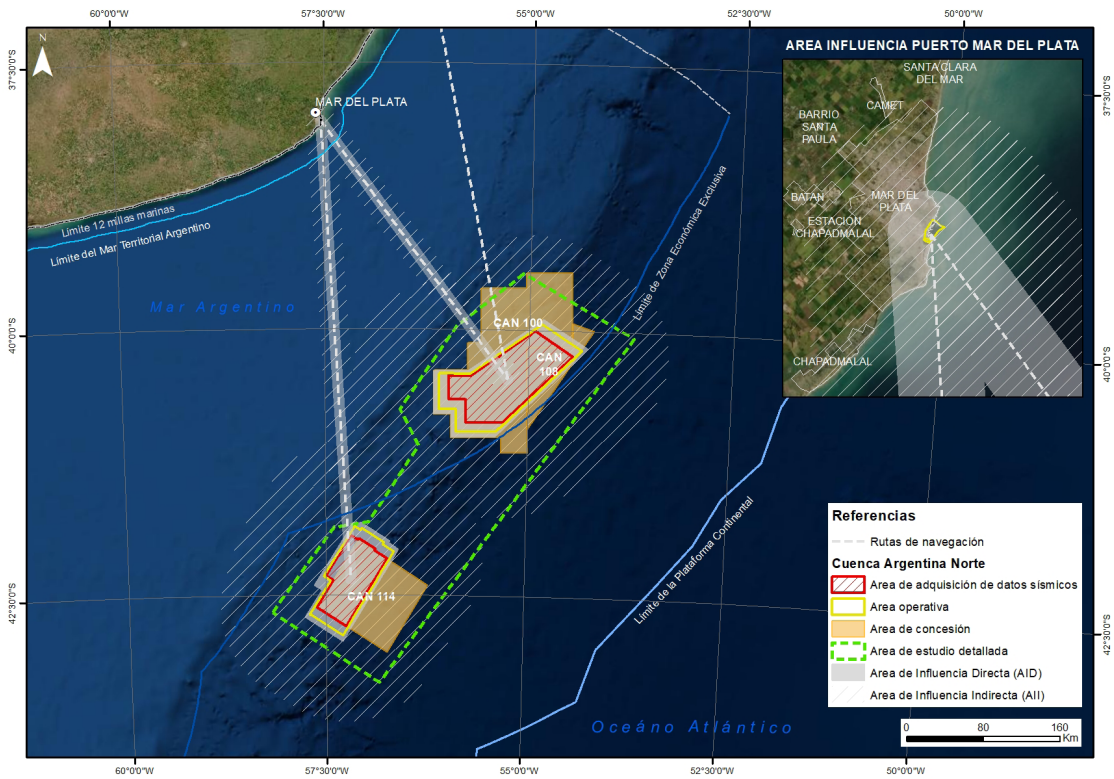 60°0'0"W
57°30'0"W
55°0'0"W
52°30'0"W
50°0'0"W
37°30'0"S
40°0'0"S
42°30'0"S
37°30'0"S
40°0'0"S
42°30'0"S
N
MAR DEL PLATA
Límite 12 millas marinas
Límite del Mar Territorial Argentino
Mar Argentino
Límite de Zona Económica Exclusiva
CAN 100
CAN
108
CAN 114
Límite de la Plataforma Continental
Oceáno Atlántico
AREA INFLUENCIA PUERTO MAR DEL PLATA
SANTA CLARA
DEL MAR
CAMET
BARRIO
SANTA
PAULA
BATAN
MAR DEL
PLATA
ESTACION
CHAPADMALAL
CHAPADMALAL
Referencias
Rutas de navegación
Cuenca Argentina Norte
Area de adquisición de datos sísmicos
Area operativa
Area de concesión
Area de estudio detallada
Area de Influencia Directa (AID)
Area de Influencia Indirecta (AII)
0 80 160
Km
60°0'0"W
57°30'0"W
55°0'0"W
52°30'0"W
50°0'0"W